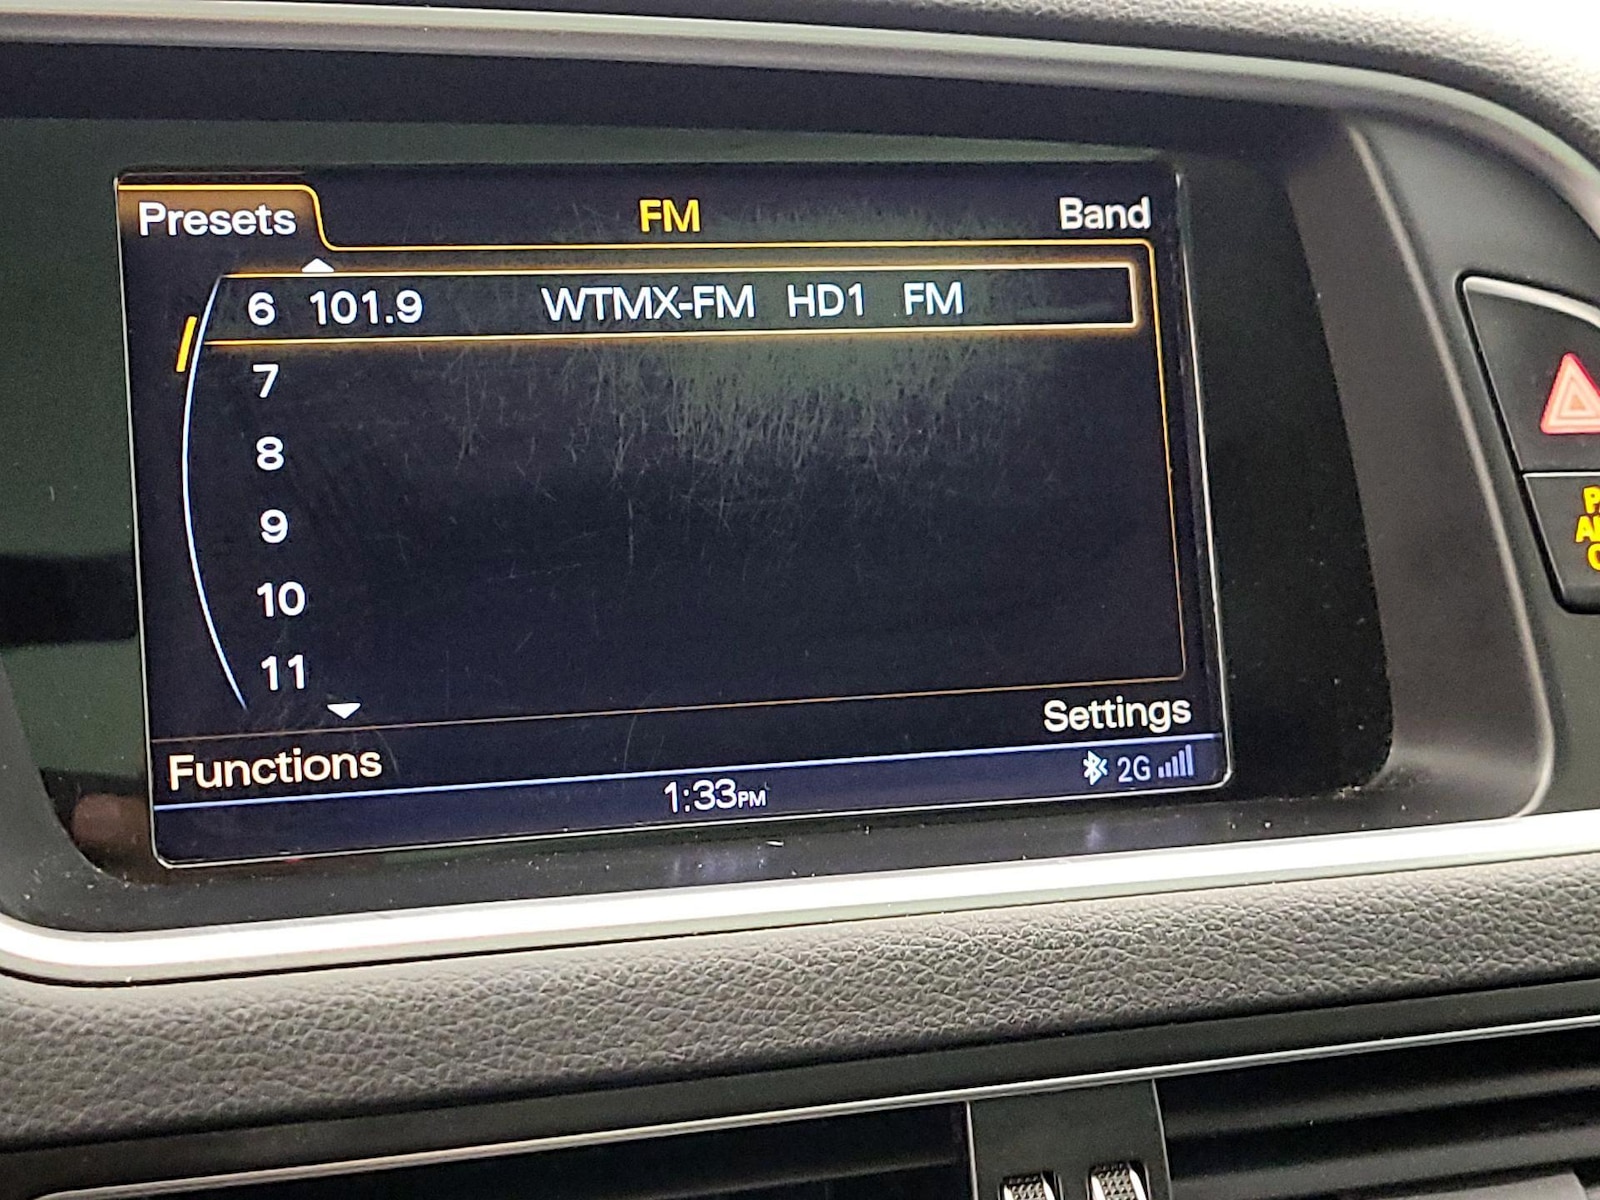 Presets FM Band
6 101.9 WTMX-FM HD1 FM
7
8
9
10
11
Settings
Functions
1:33PM
2G